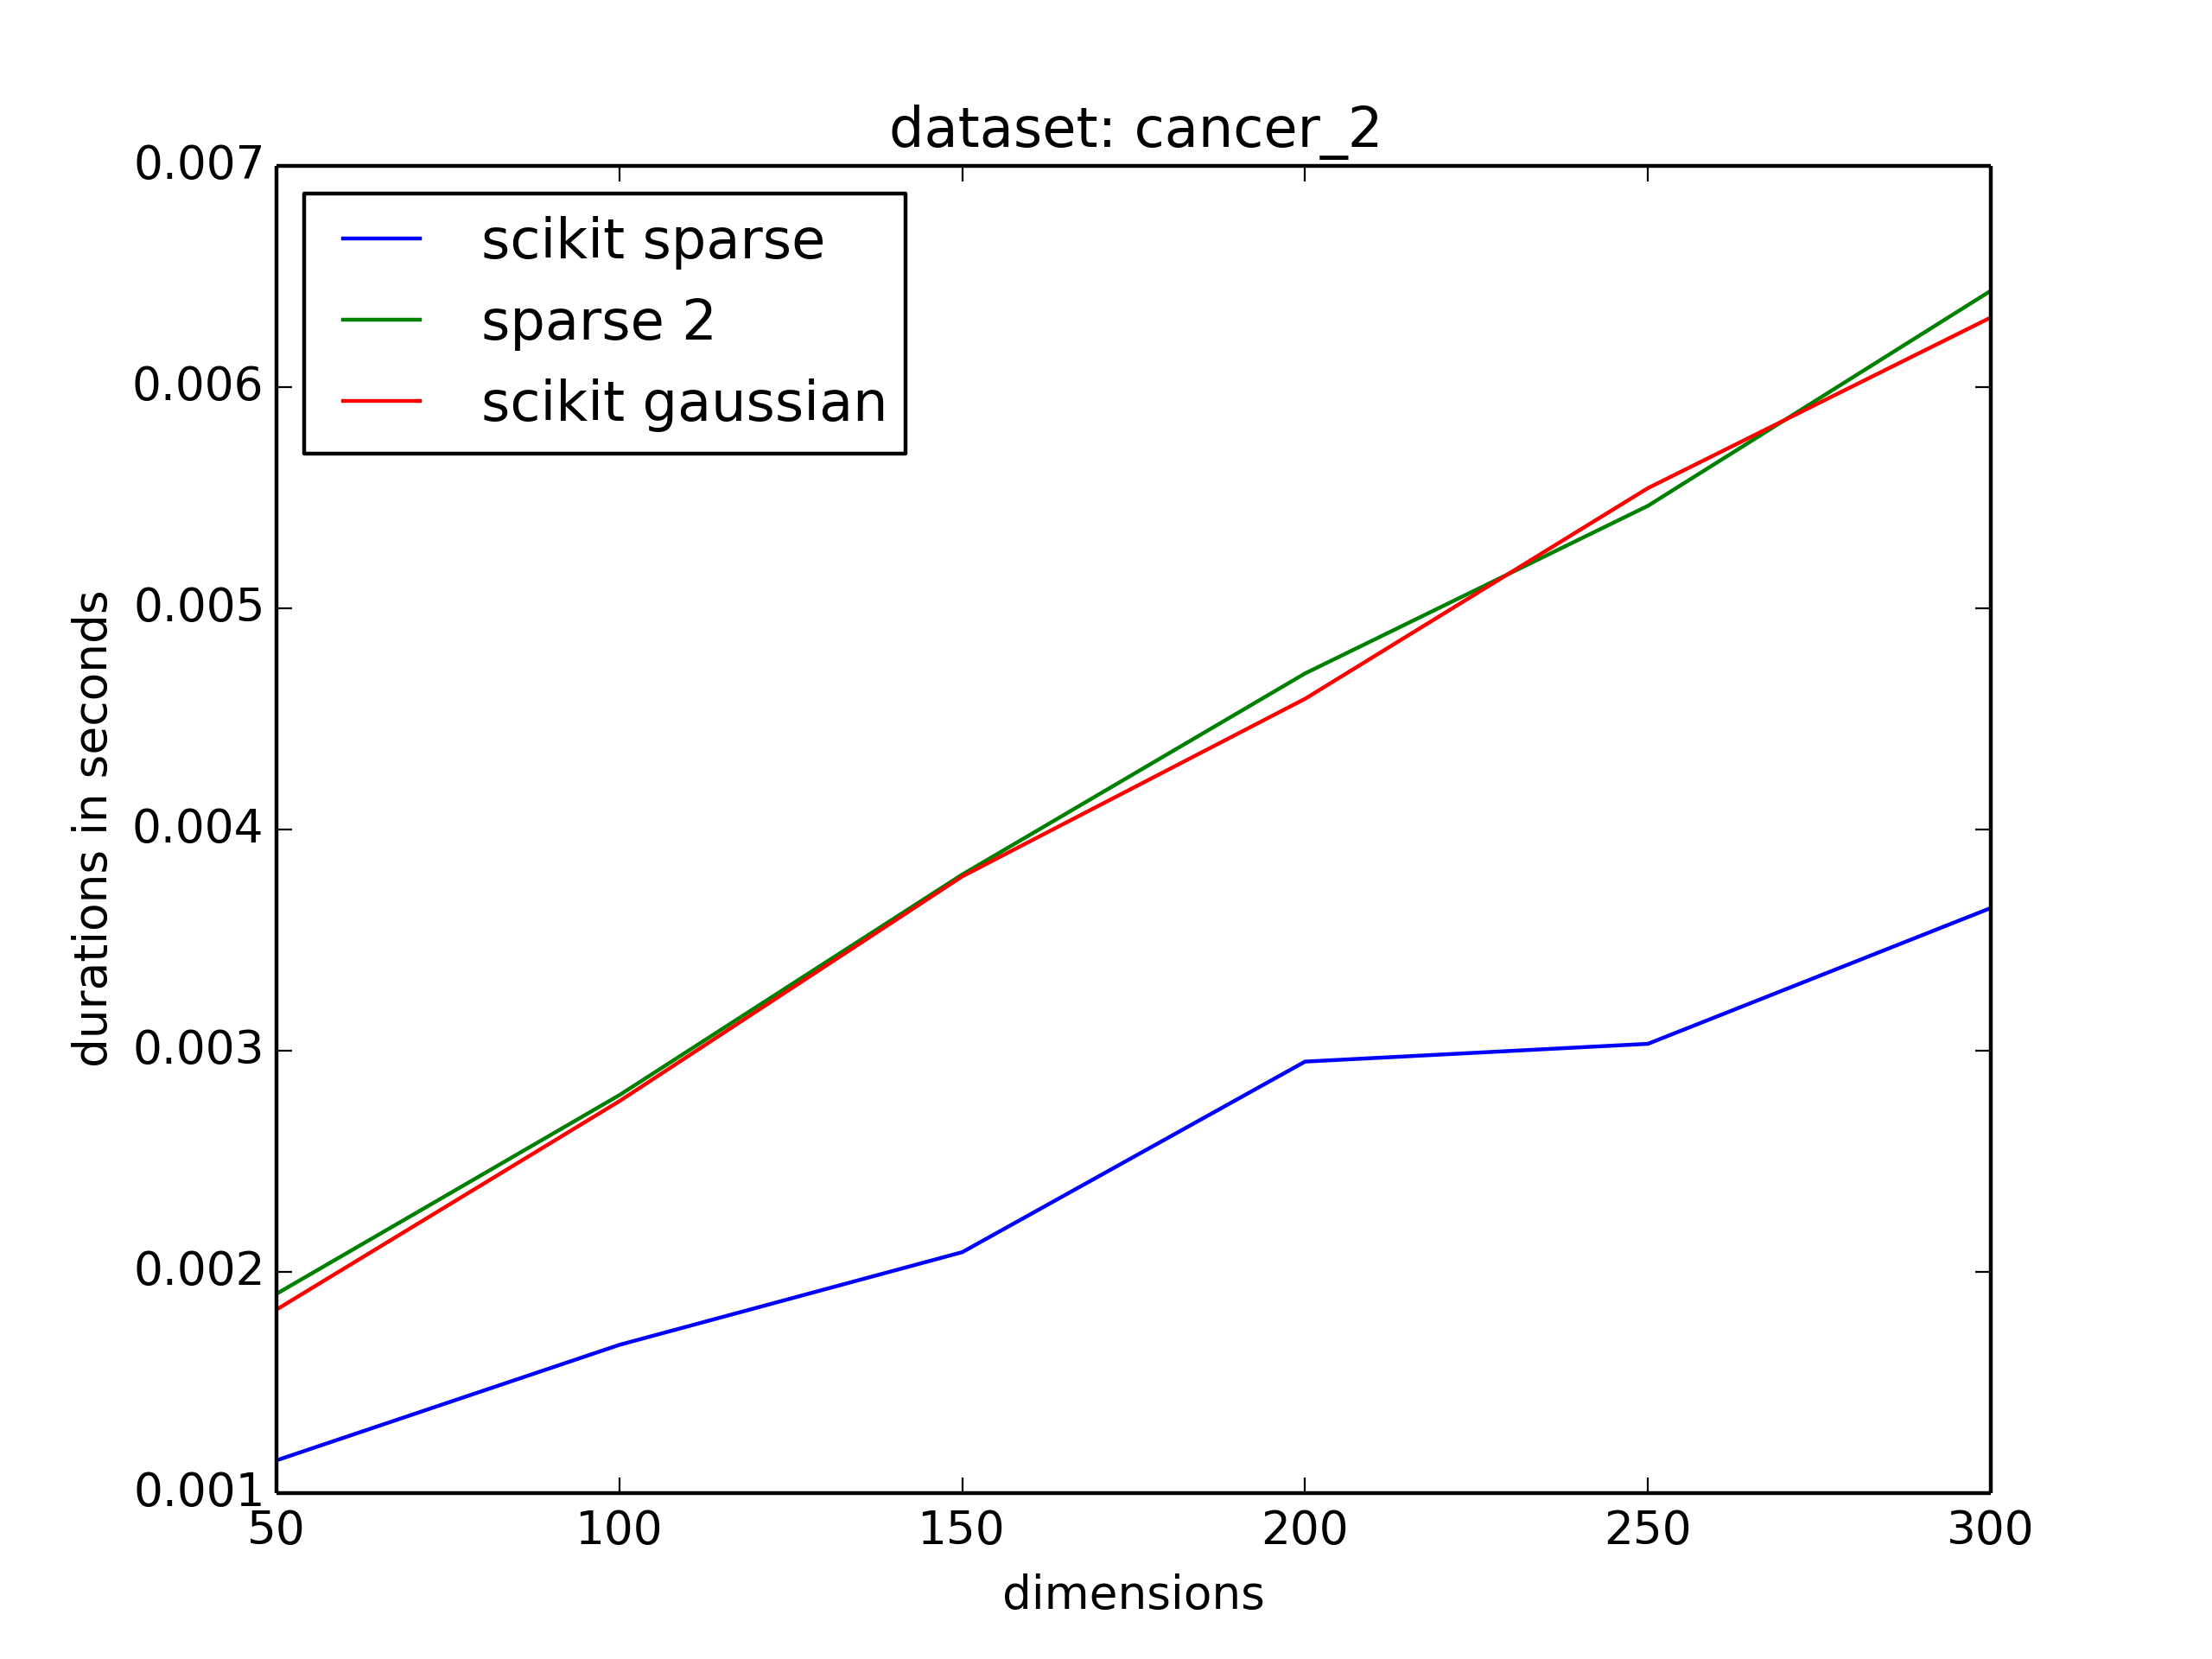 dataset: cancer_2
0.007
0.006
0.005
0.004
0.003
0.002
0.001
durations in seconds
scikit sparse
sparse 2
scikit gaussian
50 100 150 200 250 300
dimensions